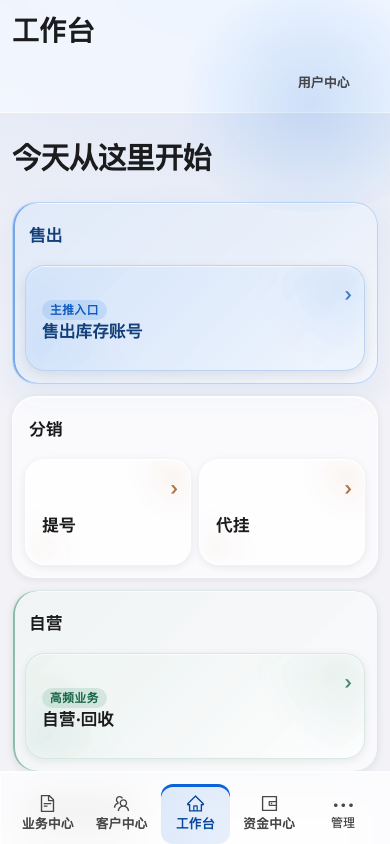 工作台
用户中心
今天从这里开始
售出
主推入口
售出库存账号
分销
提号
代挂
自营
高频业务
自营·回收
业务中心
客户中心
工作台
资金中心
管理